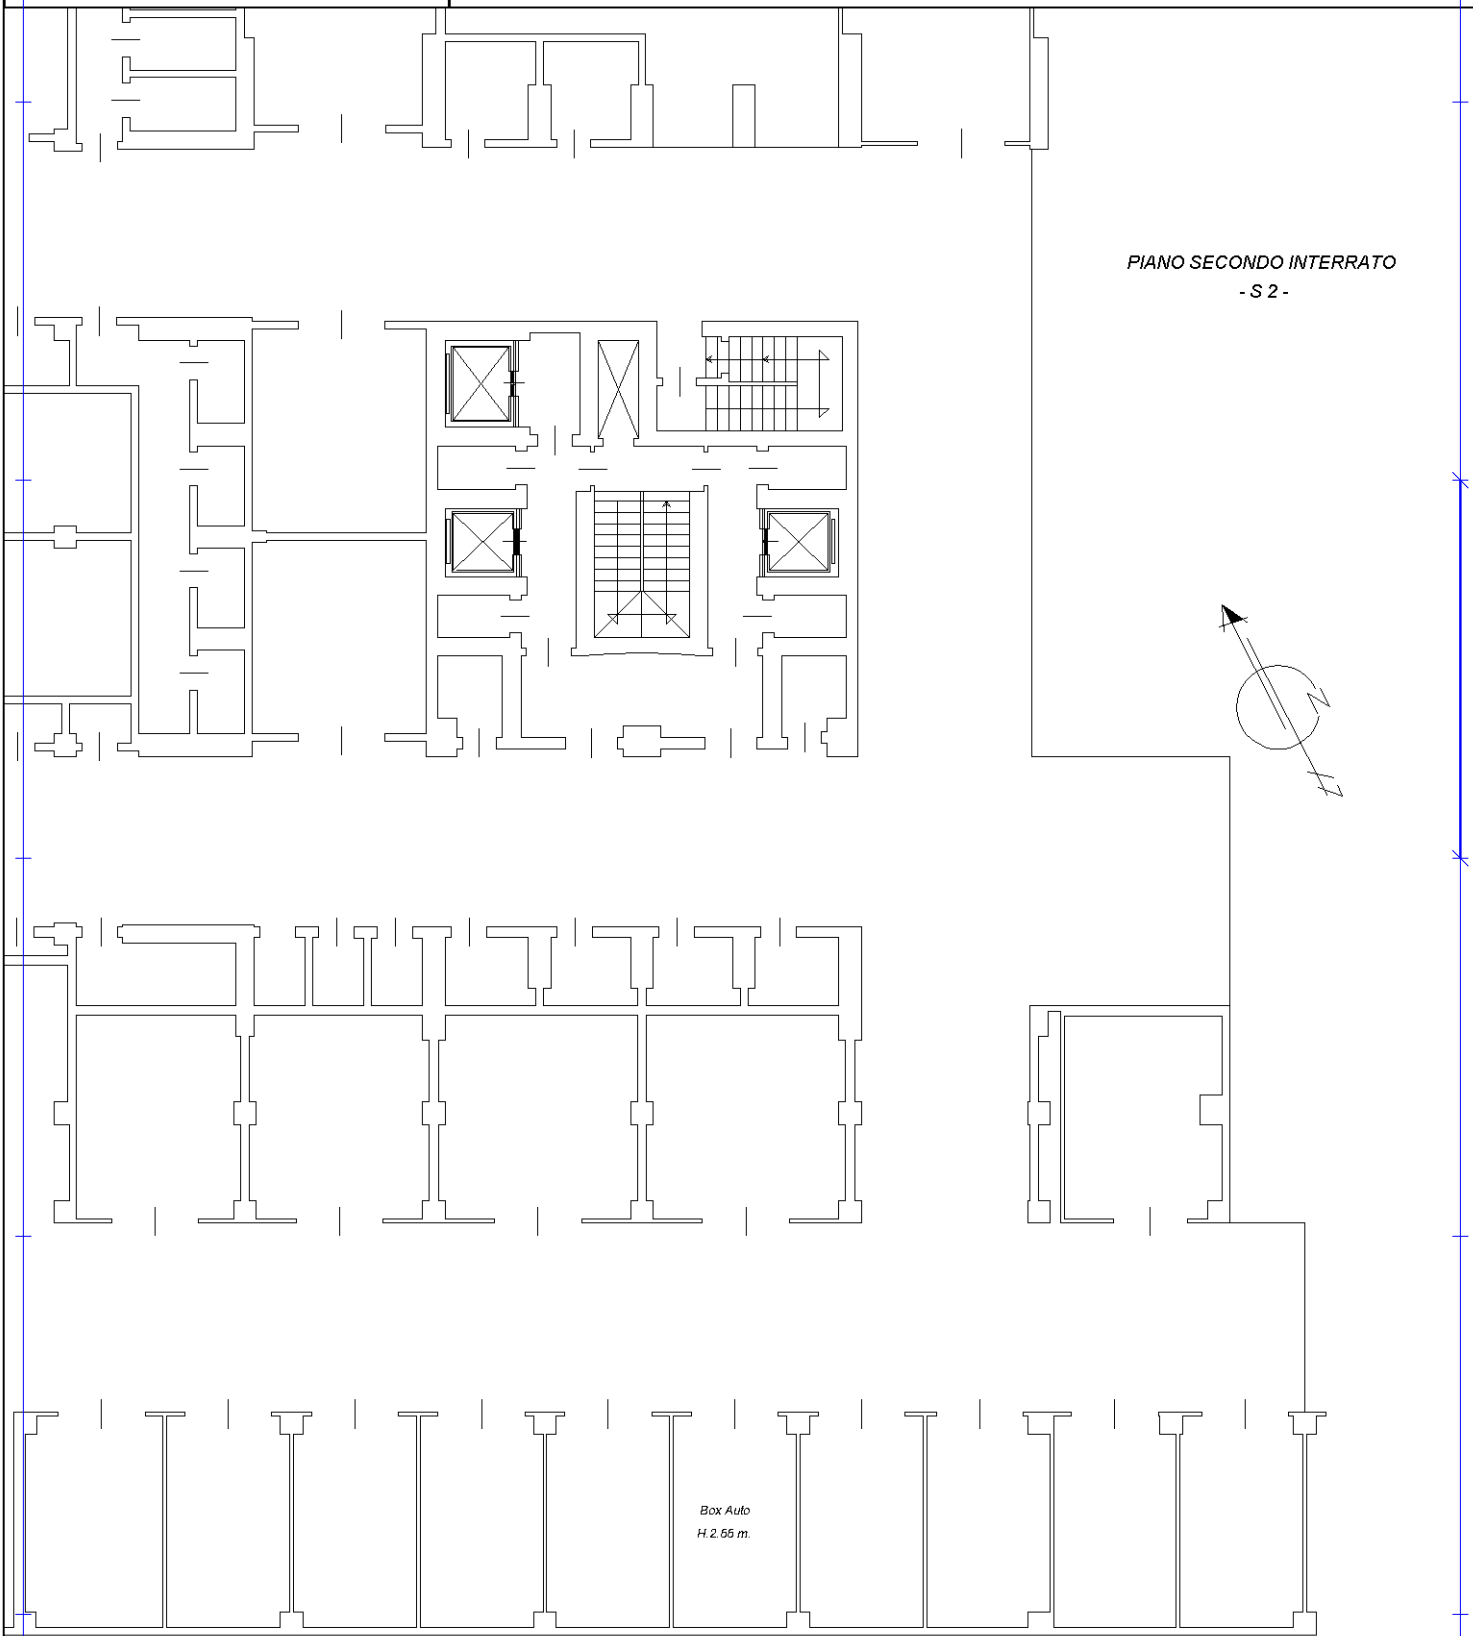 PIANO SECONDO INTERRATO
- S 2 -
N
Box Auto
H.2.55 m.